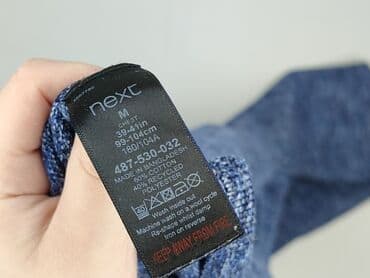 next
M
CHEST
39-41in
99-104cm
180/104A
487-530-032
MADE IN BANGLADESH
60% COTTON
40% RECYCLED
POLYESTER
Wash inside out
Machine wash on a wool cycle
Re-shape whilst damp
Iron on reverse
KEEP AWAY FROM FIRE